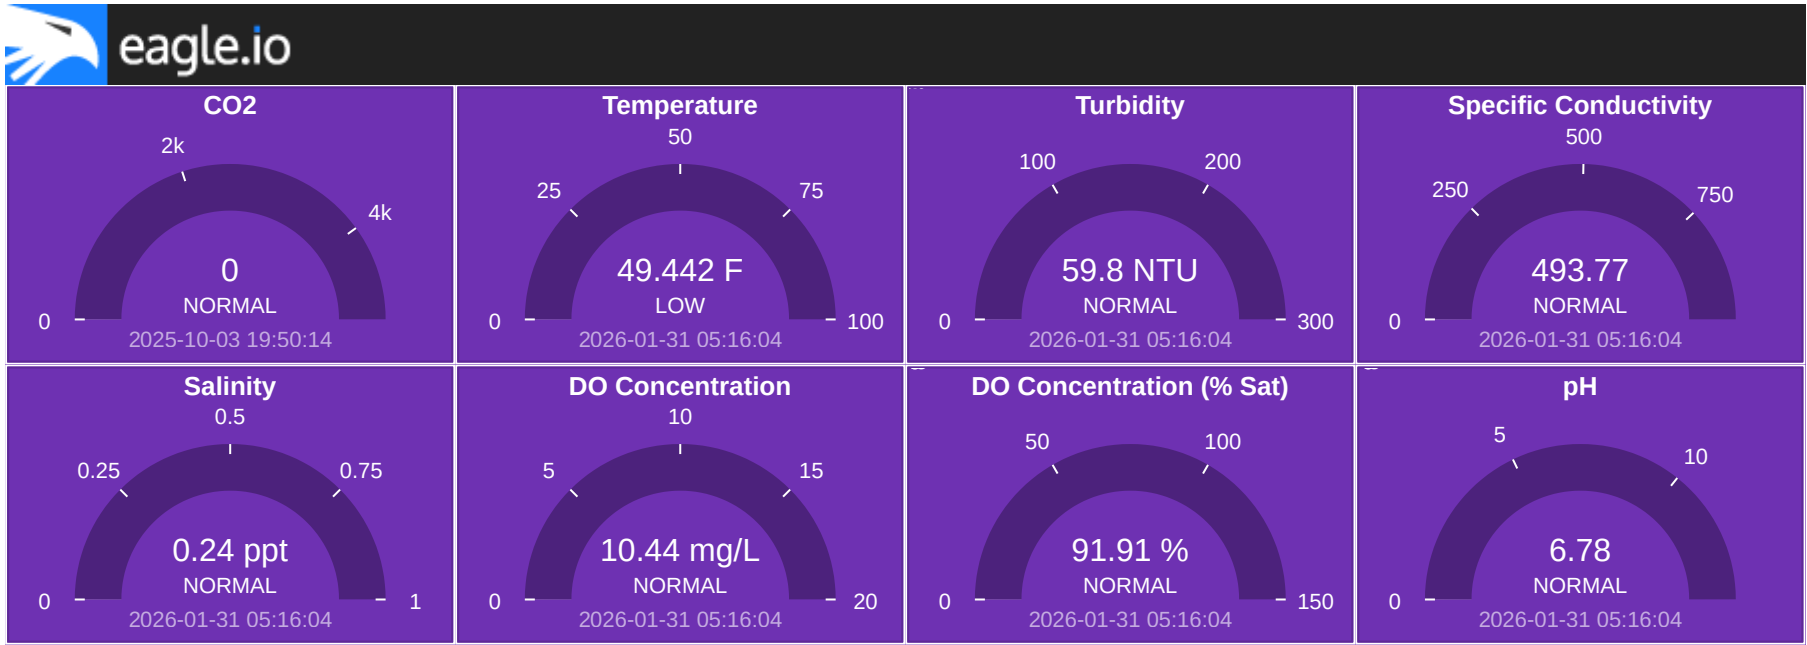 eagle.io
CO2
2k
4k
0
0
NORMAL
2025-10-03 19:50:14
Temperature
50
25
75
49.442 F
LOW
0
100
2026-01-31 05:16:04
Turbidity
100
200
59.8 NTU
NORMAL
0
300
2026-01-31 05:16:04
Specific Conductivity
500
250
750
493.77
NORMAL
0
2026-01-31 05:16:04
Salinity
0.5
0.25
0.75
0.24 ppt
NORMAL
0
1
2026-01-31 05:16:04
DO Concentration
10
5
15
10.44 mg/L
NORMAL
0
20
2026-01-31 05:16:04
DO Concentration (% Sat)
50
100
91.91 %
NORMAL
0
150
2026-01-31 05:16:04
pH
5
10
6.78
NORMAL
0
2026-01-31 05:16:04